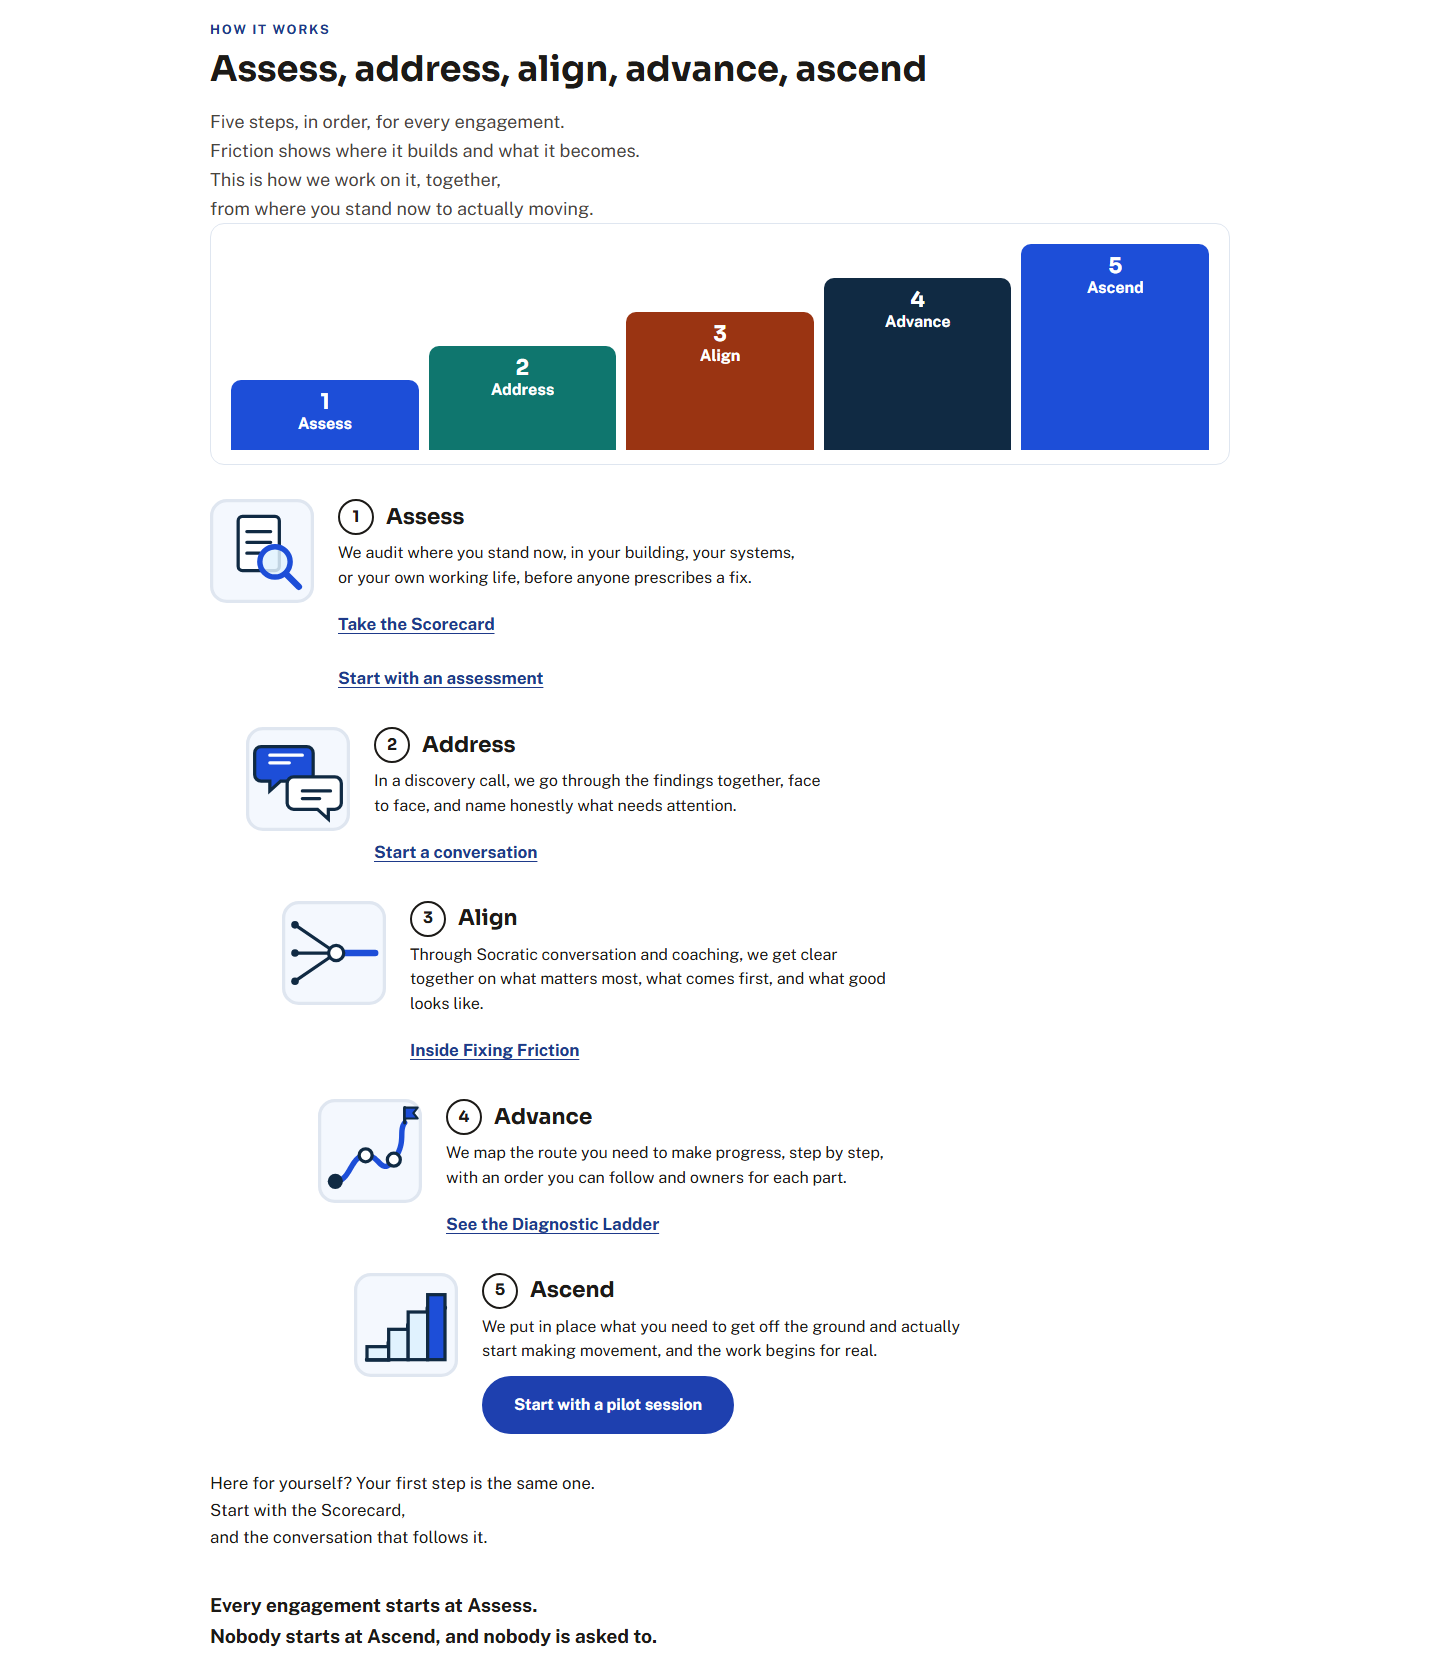 HOW IT WORKS
Assess, address, align, advance, ascend
Five steps, in order, for every engagement.
Friction shows where it builds and what it becomes.
This is how we work on it, together,
from where you stand now to actually moving.
1
Assess
2
Address
3
Align
4
Advance
5
Ascend
1 Assess
We audit where you stand now, in your building, your systems,
or your own working life, before anyone prescribes a fix.
Take the Scorecard
Start with an assessment
2 Address
In a discovery call, we go through the findings together, face
to face, and name honestly what needs attention.
Start a conversation
3 Align
Through Socratic conversation and coaching, we get clear
together on what matters most, what comes first, and what good
looks like.
Inside Fixing Friction
4 Advance
We map the route you need to make progress, step by step,
with an order you can follow and owners for each part.
See the Diagnostic Ladder
5 Ascend
We put in place what you need to get off the ground and actually
start making movement, and the work begins for real.
Start with a pilot session
Here for yourself? Your first step is the same one.
Start with the Scorecard,
and the conversation that follows it.
Every engagement starts at Assess.
Nobody starts at Ascend, and nobody is asked to.